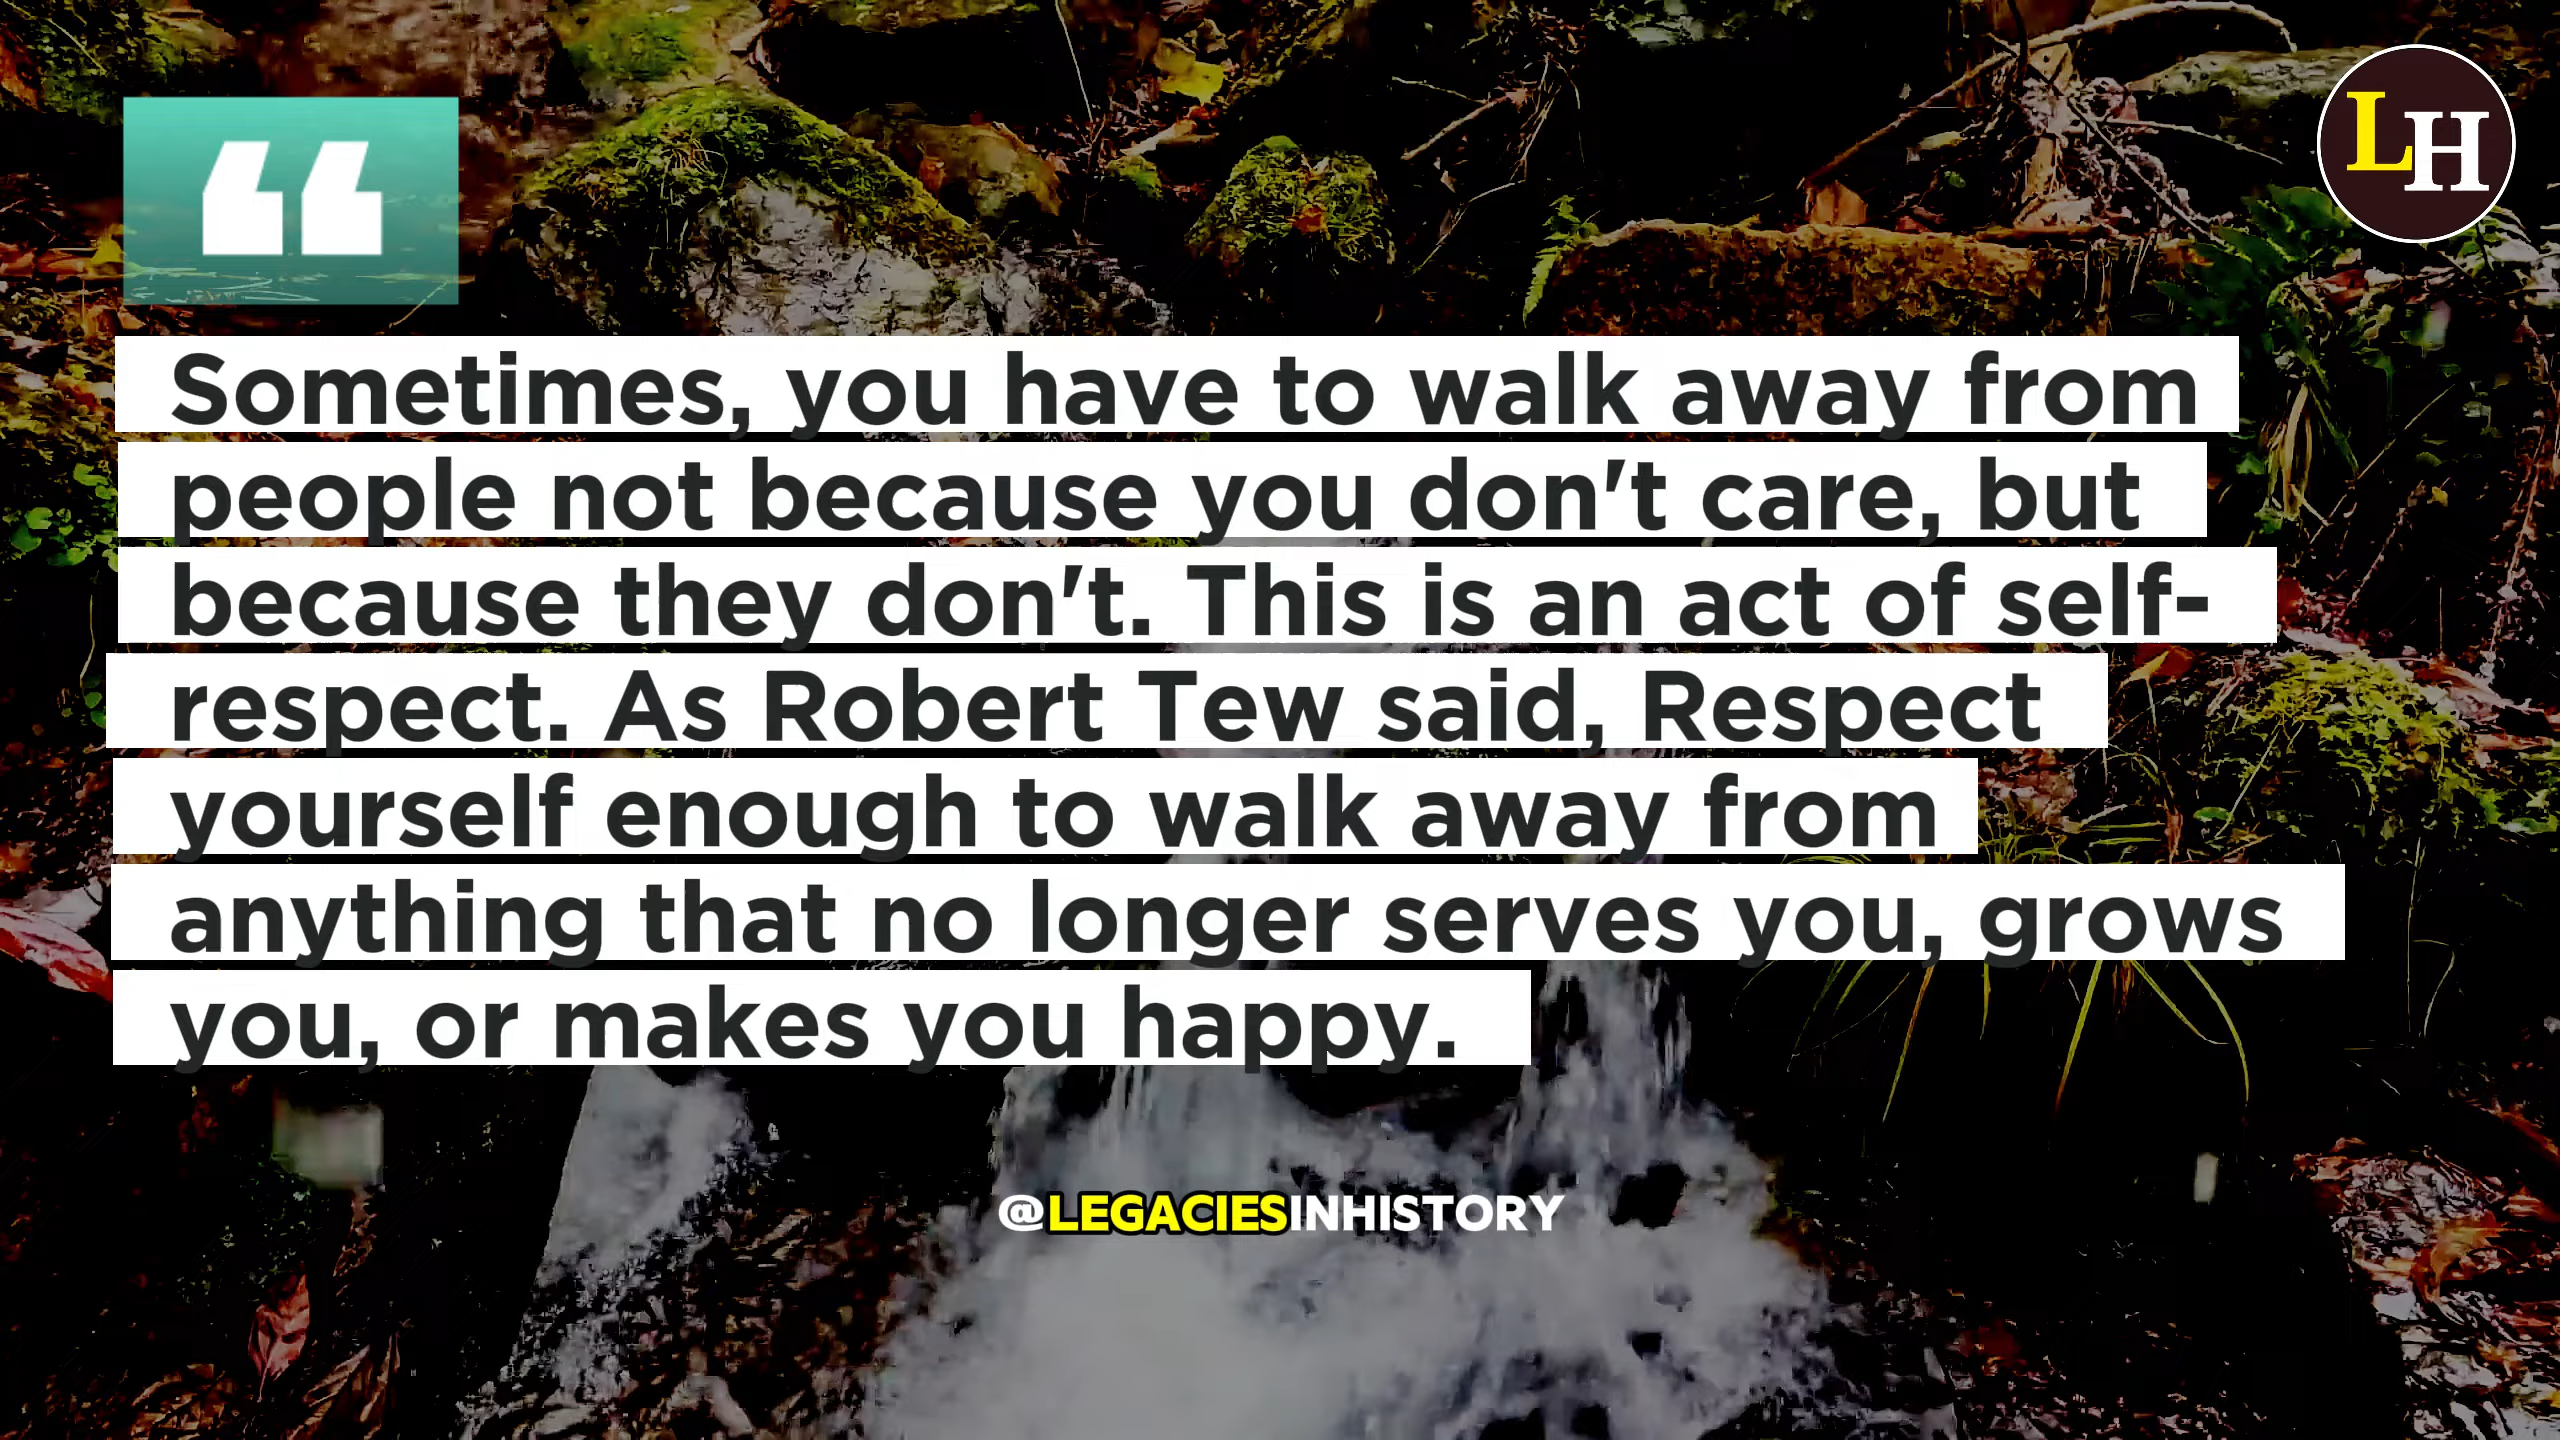 LH
Sometimes, you have to walk away from
people not because you don't care, but
because they don't. This is an act of self-
respect. As Robert Tew said, Respect
yourself enough to walk away from
anything that no longer serves you, grows
you, or makes you happy.
@LEGACIESINHISTORY